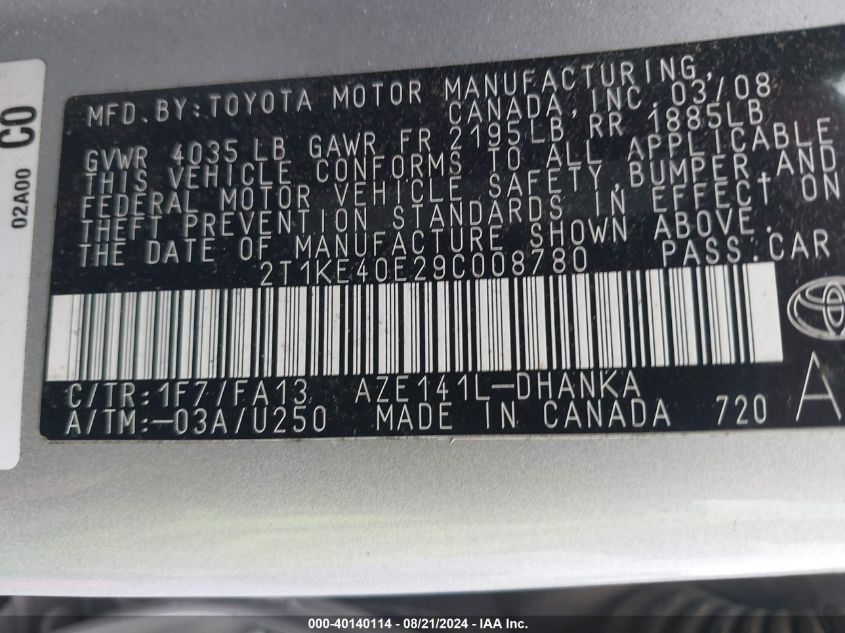 CO
02A00
MFD.BY:TOYOTA MOTOR MANUFACTURING,
CANADA, INC. 03/08
GVWR 4035 LB GAWR FR 2195LB RR 1885LB
THIS VEHICLE CONFORMS TO ALL APPLICABLE
FEDERAL MOTOR VEHICLE SAFETY,BUMPER,AND
THEFT PREVENTION STANDARDS IN EFFECT ON
THE DATE OF MANUFACTURE SHOWN ABOVE.
2T1KE40E29C008780 PASS.CAR
C/TR:1F7/FA13 AZE141L-DHANKA
A/TM:-03A/U250 MADE IN CANADA 720 A
000-40140114 - 08/21/2024 - IAA Corp.